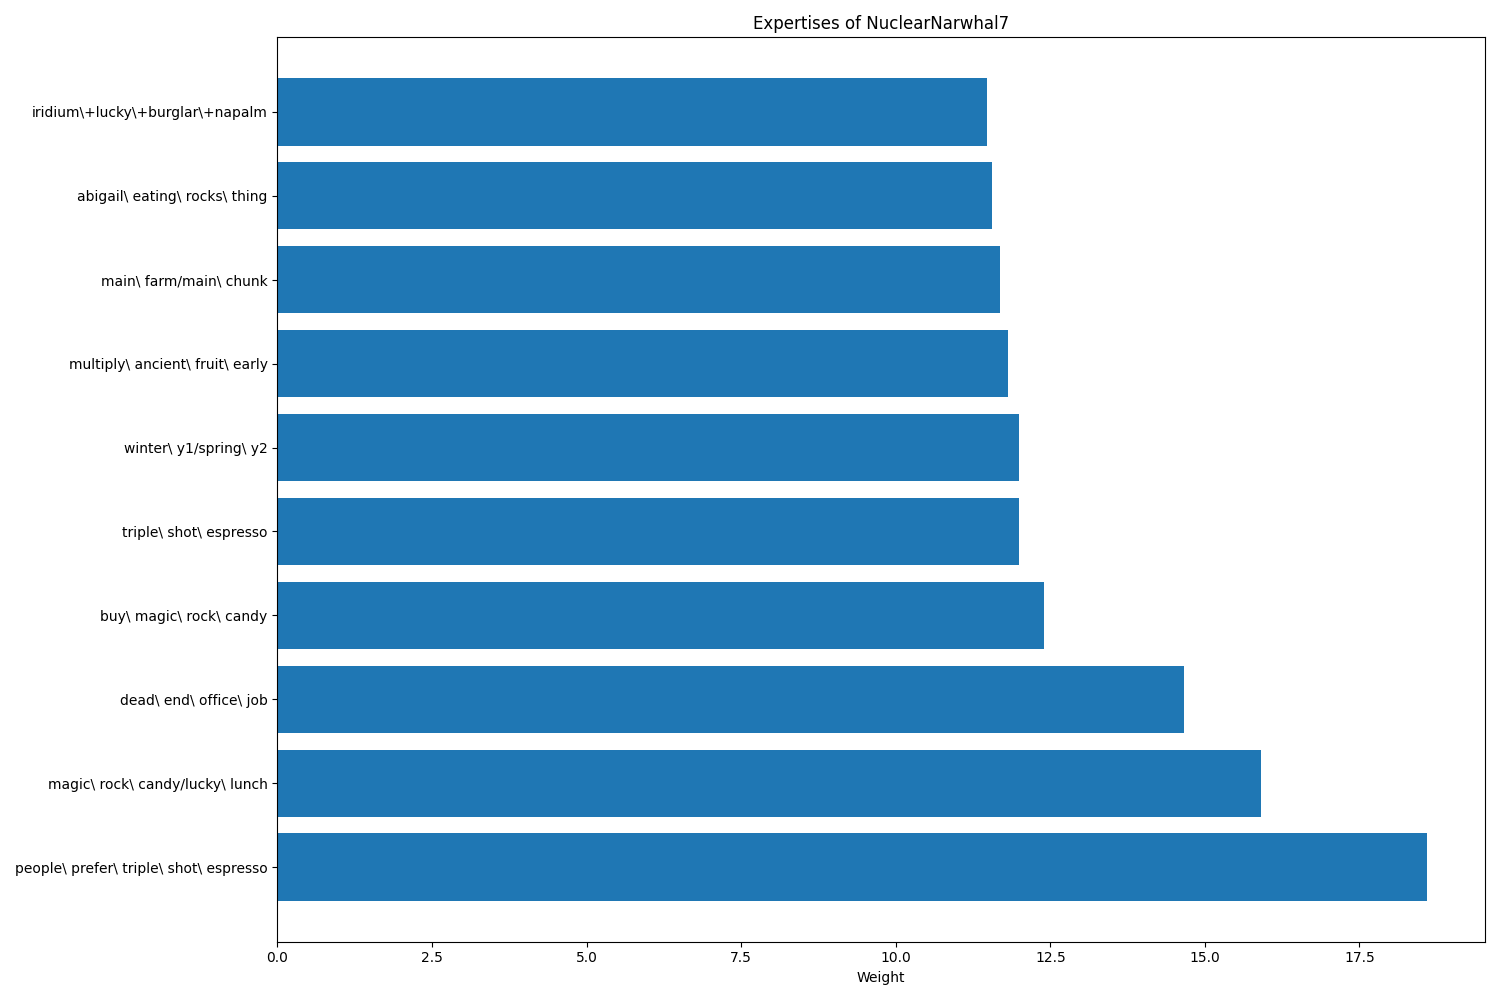 Expertises of NuclearNarwhal7
iridium\+lucky\+burglar\+napalm
abigail\ eating\ rocks\ thing
main\ farm/main\ chunk
multiply\ ancient\ fruit\ early
winter\ y1/spring\ y2
triple\ shot\ espresso
buy\ magic\ rock\ candy
dead\ end\ office\ job
magic\ rock\ candy/lucky\ lunch
people\ prefer\ triple\ shot\ espresso
0.0 2.5 5.0 7.5 10.0 12.5 15.0 17.5
Weight